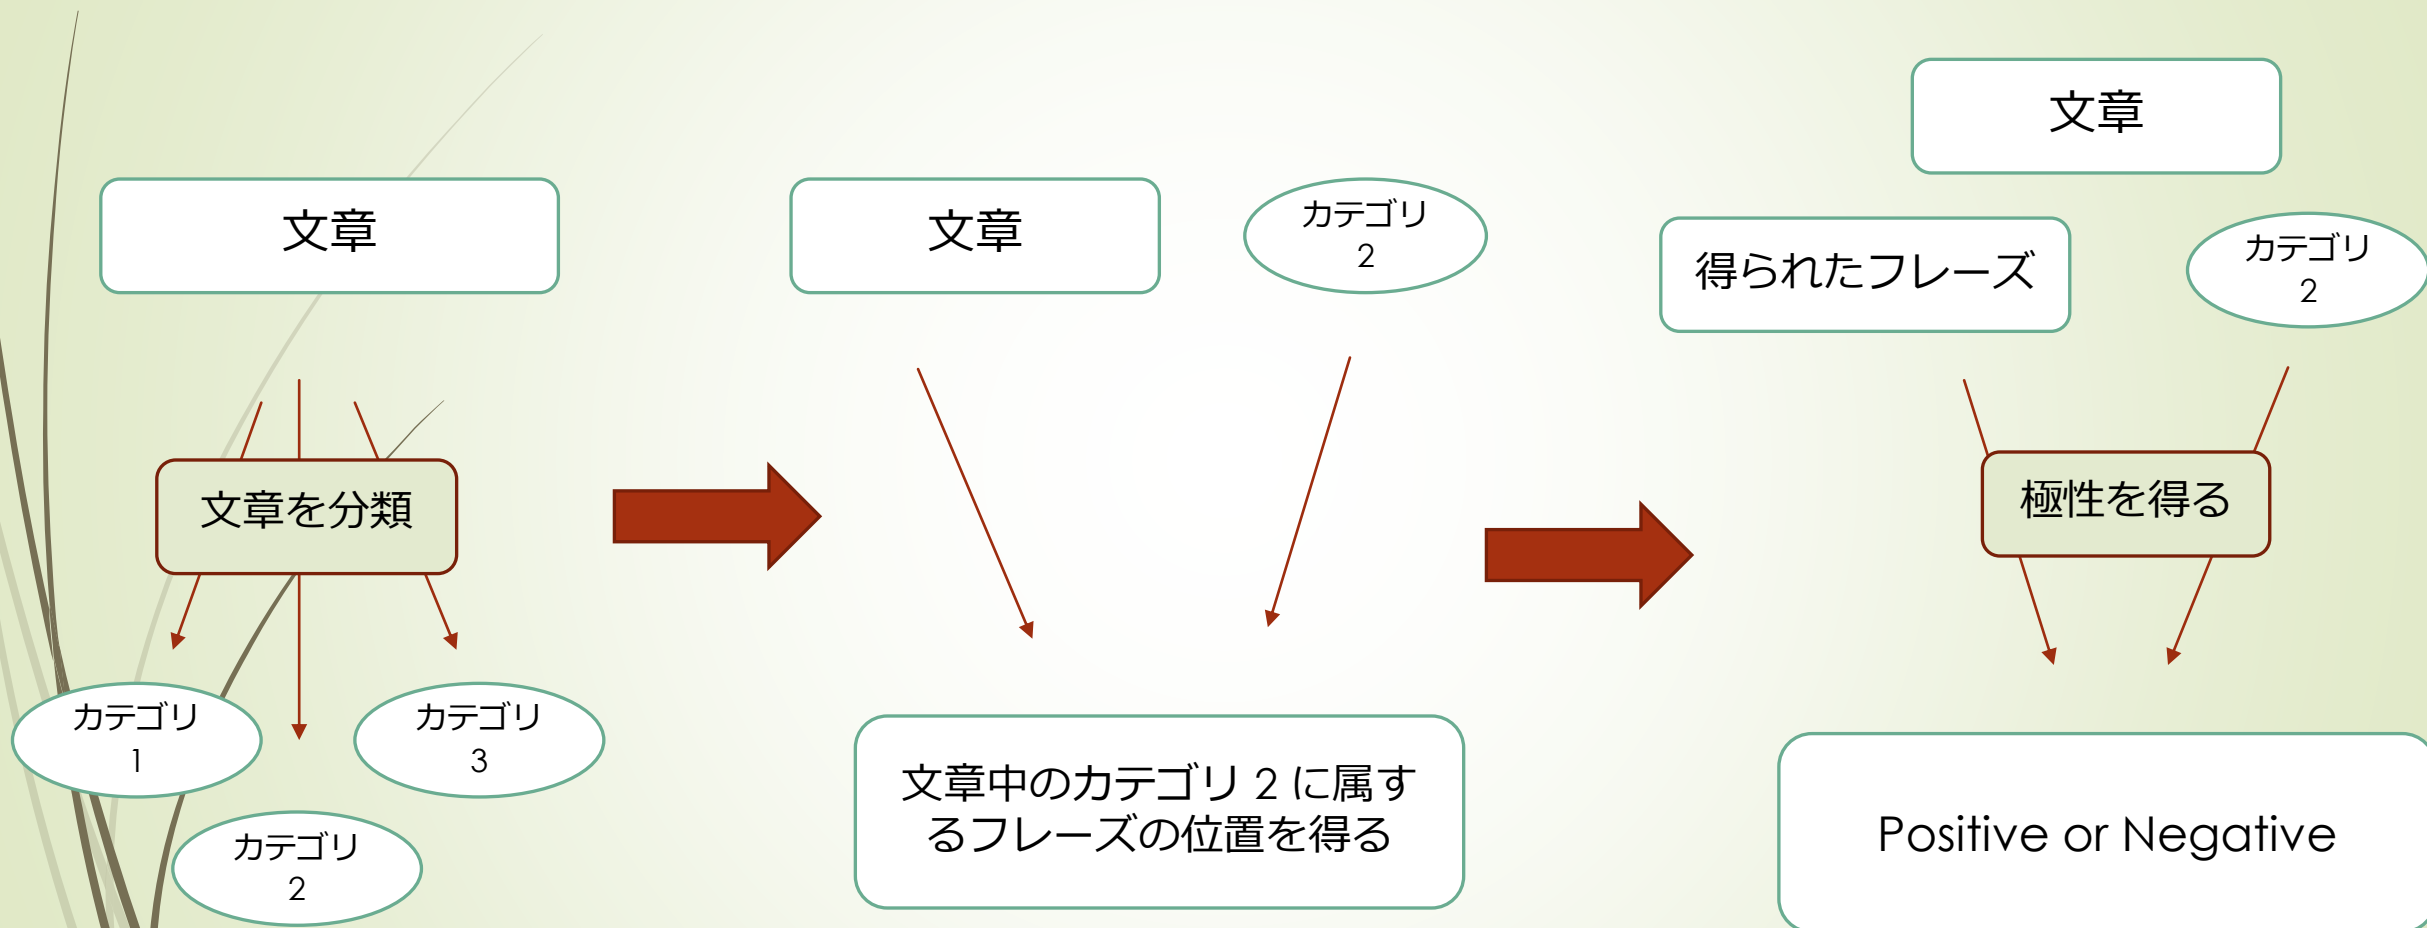 文章
文章を分類
カテゴリ
1
カテゴリ
3
カテゴリ
2
文章
カテゴリ
2
文章中のカテゴリ 2 に属す
るフレーズの位置を得る
文章
得られたフレーズ
カテゴリ
2
極性を得る
Positive or Negative